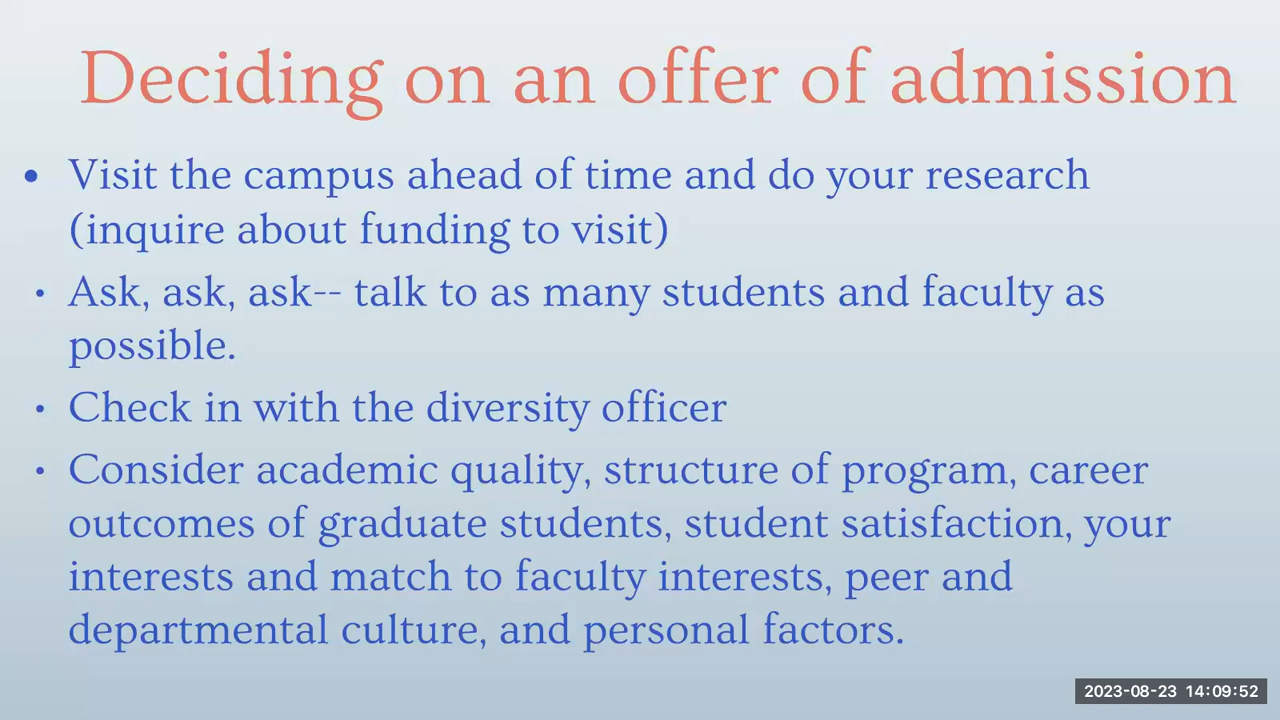 Deciding on an offer of admission
• Visit the campus ahead of time and do your research
(inquire about funding to visit)
• Ask, ask, ask-- talk to as many students and faculty as
possible.
• Check in with the diversity officer
• Consider academic quality, structure of program, career
outcomes of graduate students, student satisfaction, your
interests and match to faculty interests, peer and
departmental culture, and personal factors.
2023-08-23 14:09:52